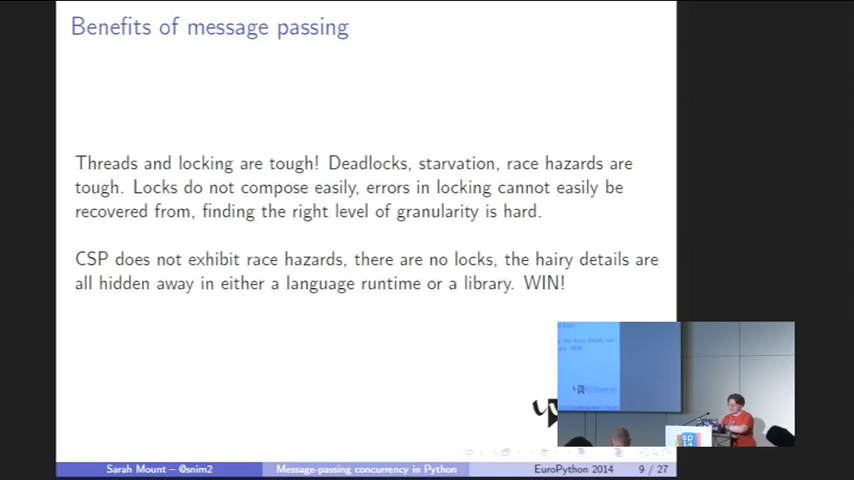 Benefits of message passing
Threads and locking are tough! Deadlocks, starvation, race hazards are
tough. Locks do not compose easily, errors in locking cannot easily be
recovered from, finding the right level of granularity is hard.
CSP does not exhibit race hazards, there are no locks, the hairy details are
all hidden away in either a language runtime or a library. WIN!
Sarah Mount – @snim2
Message-passing concurrency in Python
EuroPython 2014
9 / 27